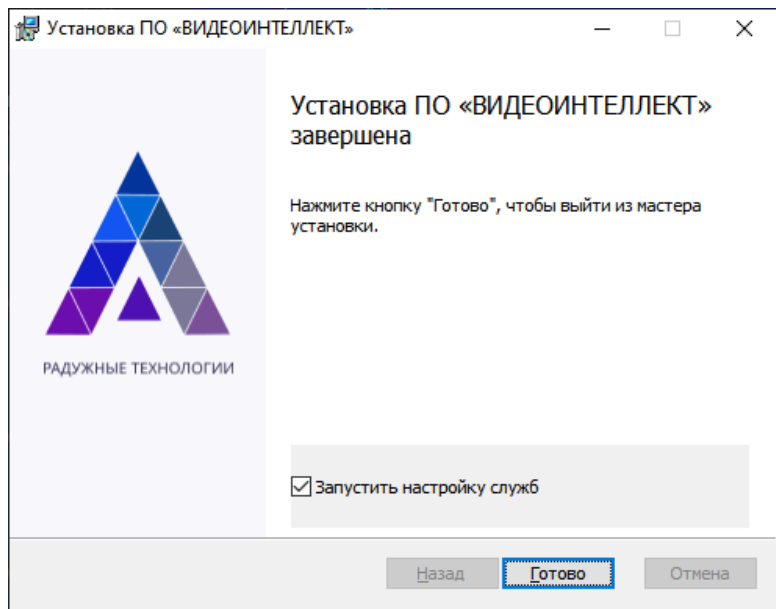 Установка ПО «ВИДЕОИНТЕЛЛЕКТ»
Установка ПО «ВИДЕОИНТЕЛЛЕКТ»
завершена
Нажмите кнопку "Готово", чтобы выйти из мастера
установки.
РАДУЖНЫЕ ТЕХНОЛОГИИ
Запустить настройку служб
Назад
Готово
Отмена